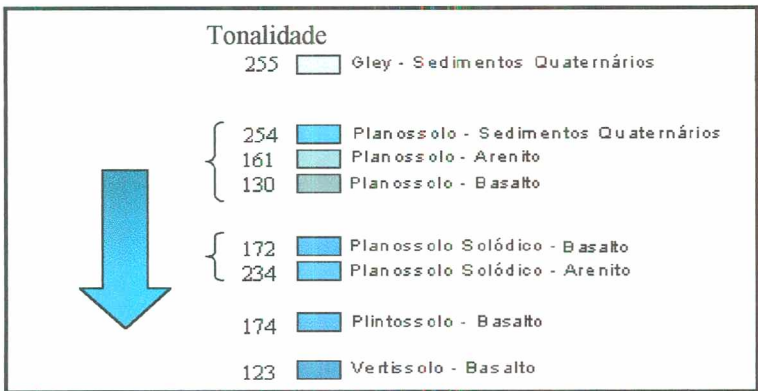 Tonalidade
255 Gley - Sedimentos Quaternários
254 Planossolo - Sedimentos Quaternários
161 Planossolo - Arenito
130 Planossolo - Basalto
172 Planossolo Solódico - Basalto
234 Planossolo Solódico - Arenito
174 Plintossolo - Basalto
123 Vertissolo - Basalto